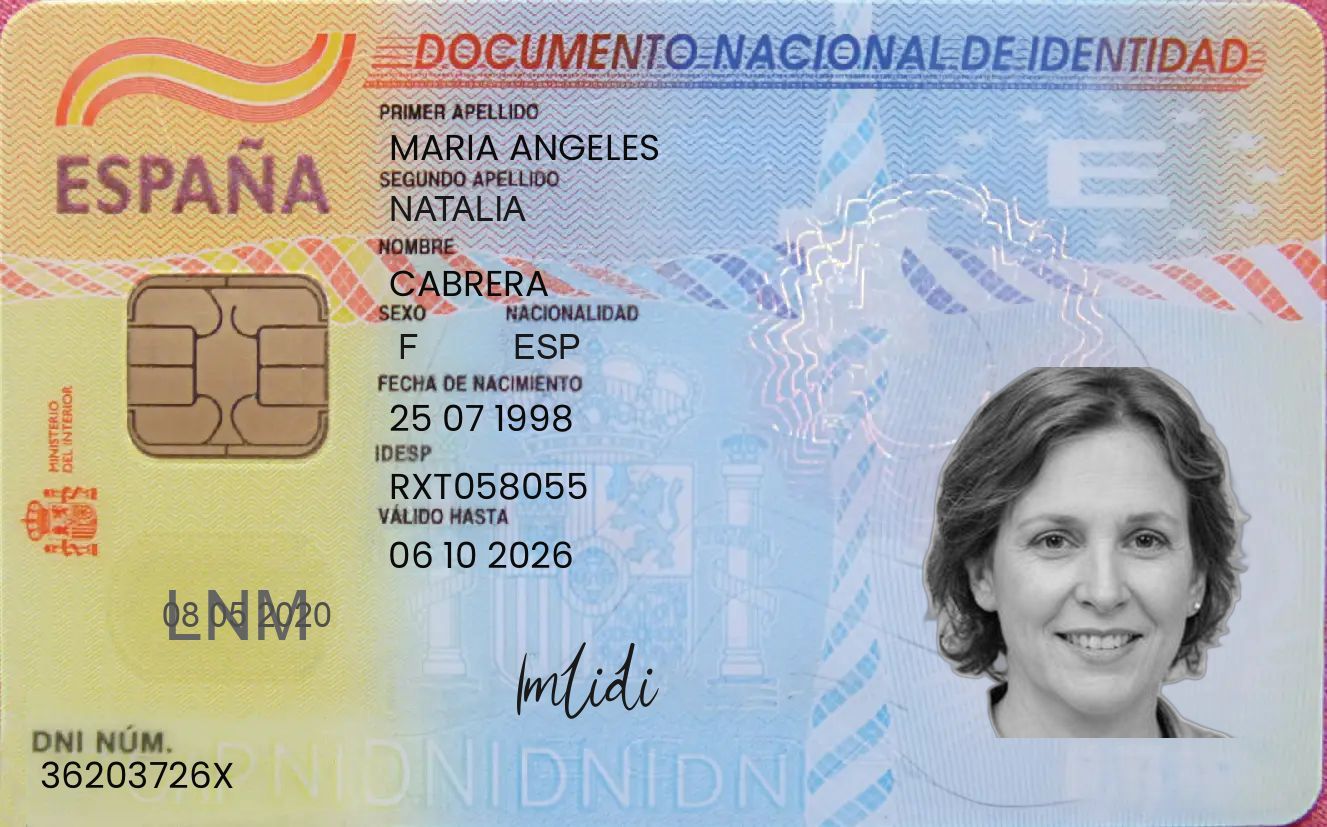 DOCUMENTO NACIONAL DE IDENTIDAD
ESPAÑA
PRIMER APELLIDO
MARIA ANGELES
SEGUNDO APELLIDO
NATALIA
NOMBRE
CABRERA
SEXO NACIONALIDAD
F ESP
FECHA DE NACIMIENTO
25 07 1998
IDESP
RXT058055
VÁLIDO HASTA
06 10 2026
MINISTERIO
DEL INTERIOR
E
08 05 2020
LNM
DNI NÚM.
36203726X
DNIDNIDNIDN